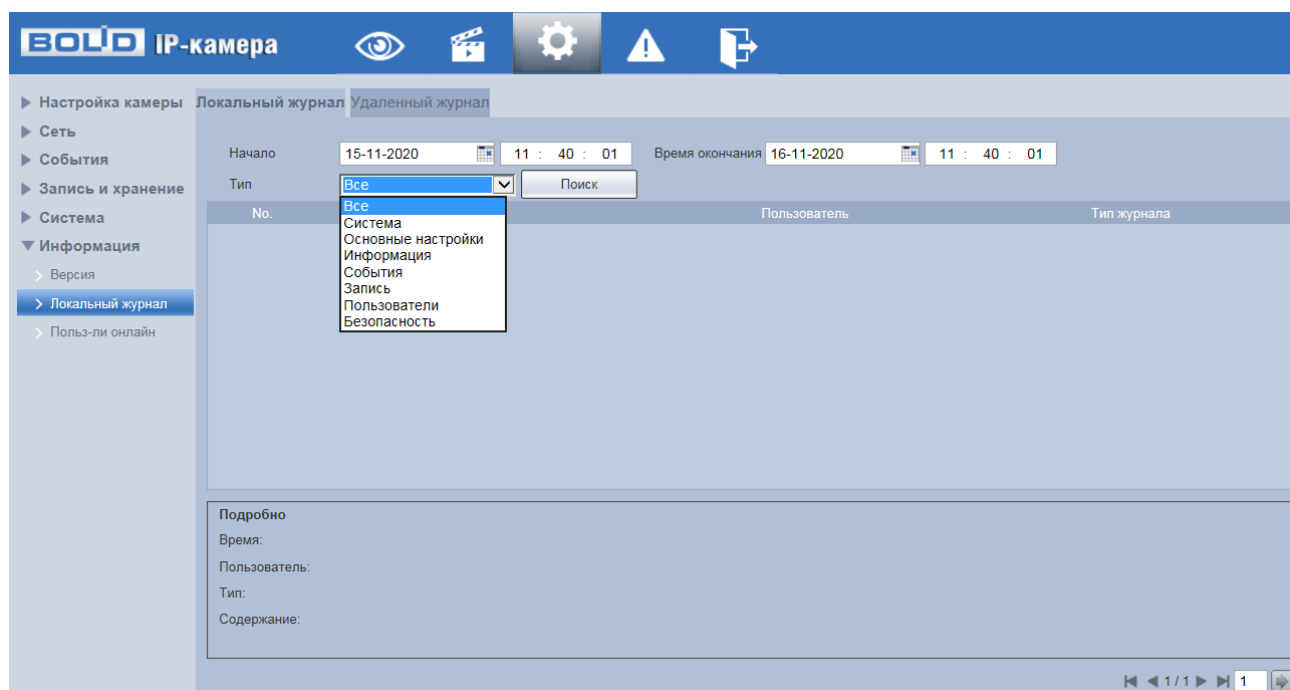 BOLID IP-камера
Настройка камеры
Сеть
События
Запись и хранение
Система
Информация
Версия
Локальный журнал
Польз-ли онлайн
Локальный журнал Удаленный журнал
Начало 15-11-2020 11 : 40 : 01 Время окончания 16-11-2020 11 : 40 : 01
Тип Все Поиск
Все
Система
Основные настройки
Информация
События
Запись
Пользователи
Безопасность
No. Пользователь Тип журнала
Подробно
Время:
Пользователь:
Тип:
Содержание:
1/1 1